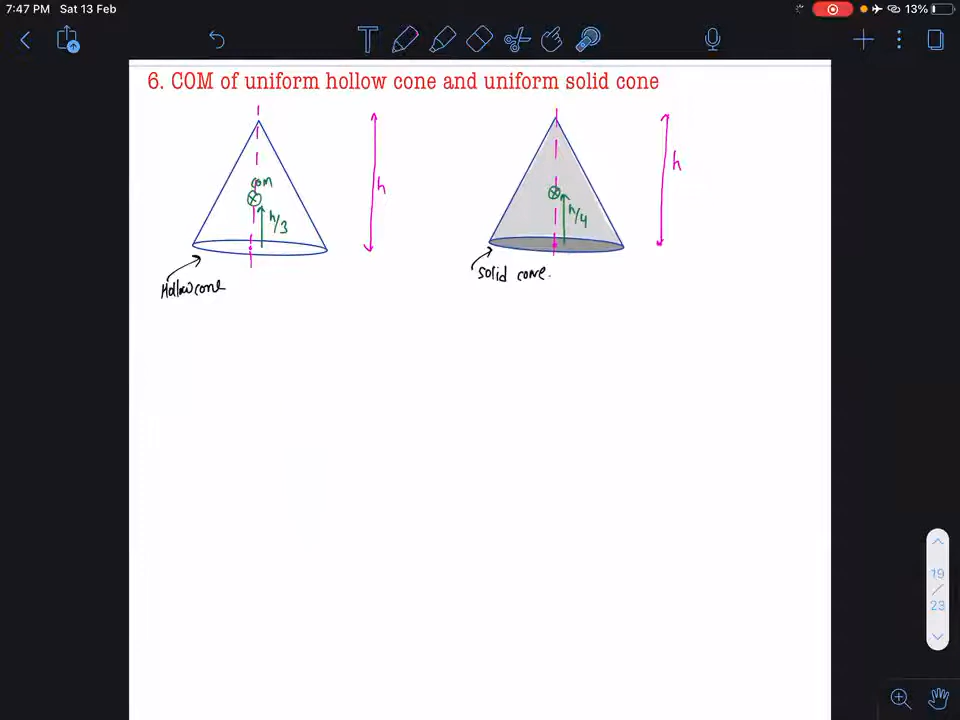 7:47 PM Sat 13 Feb
13%
6. COM of uniform hollow cone and uniform solid cone
h
h
com
h/3
h/4
Hollow cone
Solid cone.
19
/
23